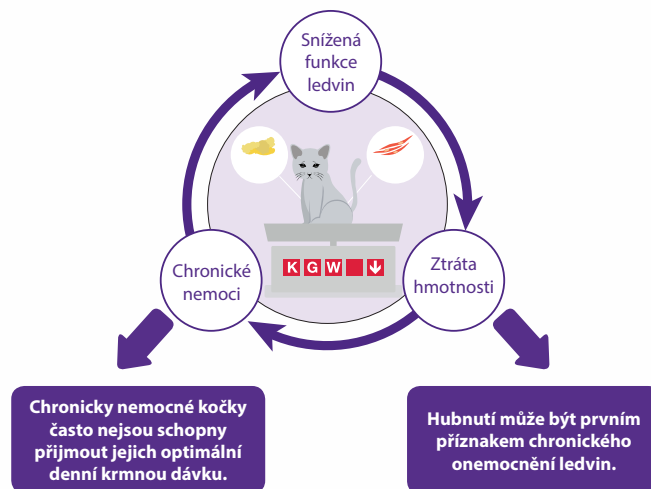 Snížená
funkce
ledvin
KGW
Chronické
nemoci
Ztráta
hmotnosti
Chronicky nemocné kočky
často nejsou schopny
přijmout jejich optimální
denní krmnou dávku.
Hubnutí může být prvním
příznakem chronického
onemocnění ledvin.